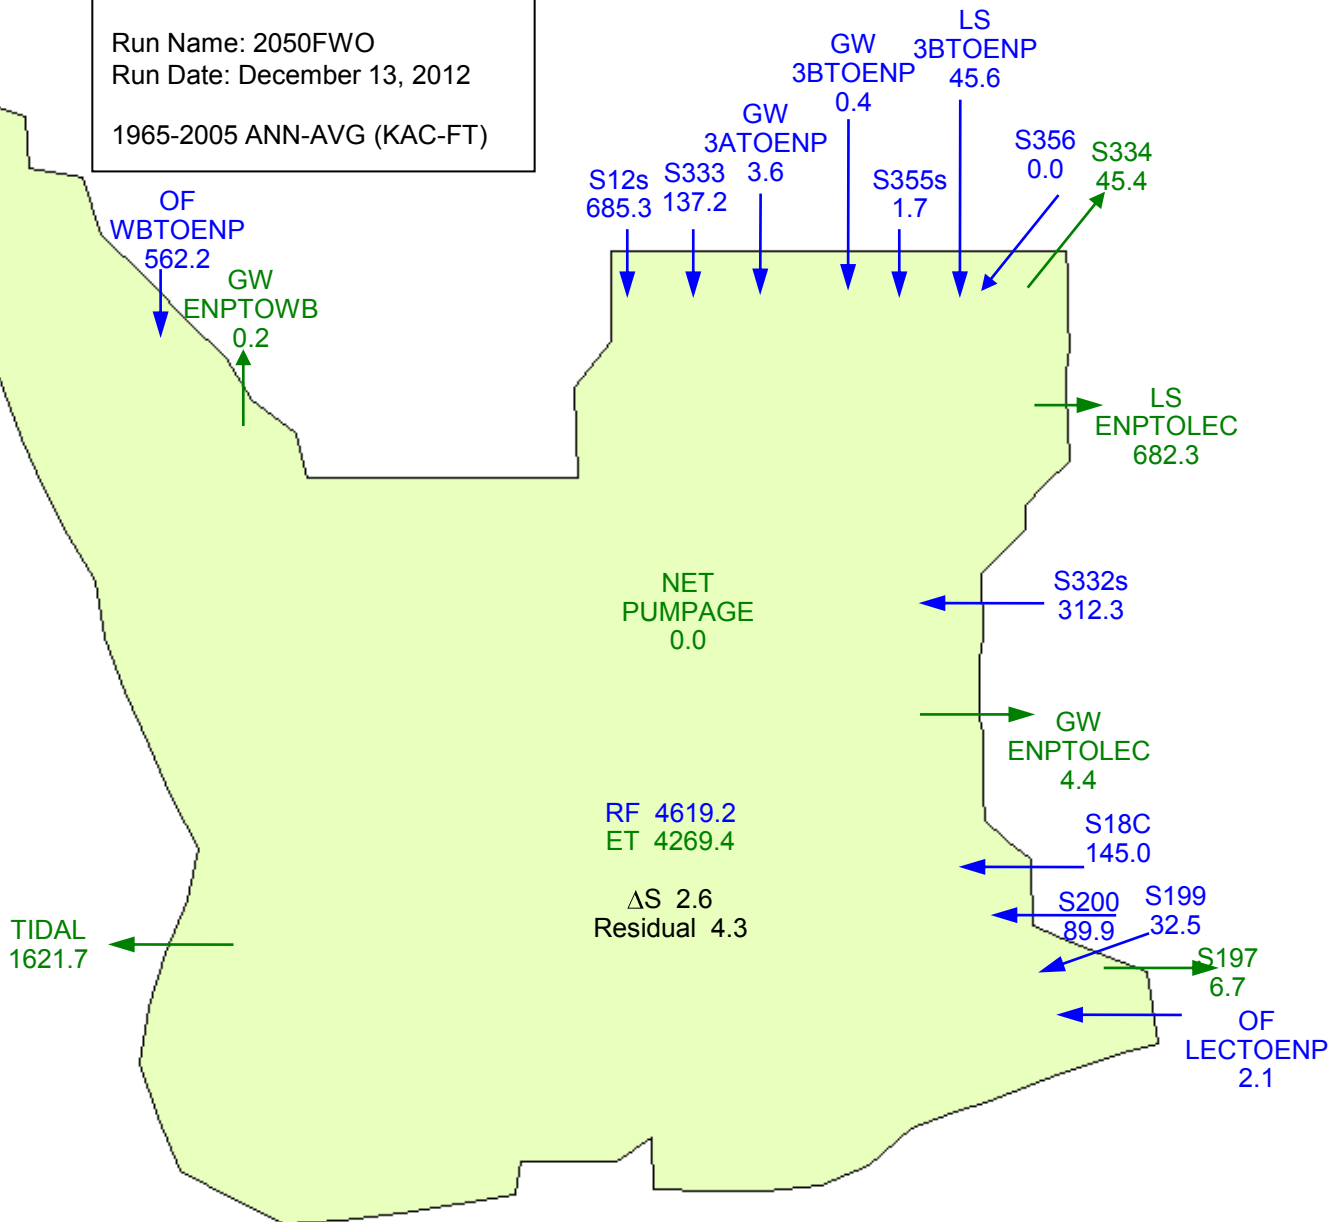 Run Name: 2050FWO
Run Date: December 13, 2012
1965-2005 ANN-AVG (KAC-FT)
OF
WBTOENP
562.2
GW
ENPTOWB
0.2
S12s
685.3
S333
137.2
GW
3ATOENP
3.6
GW
3BTOENP
0.4
S355s
1.7
LS
3BTOENP
45.6
S356
0.0
S334
45.4
LS
ENPTOLEC
682.3
NET
PUMPAGE
0.0
S332s
312.3
GW
ENPTOLEC
4.4
RF 4619.2
ET 4269.4
ΔS 2.6
Residual 4.3
S18C
145.0
S200
89.9
S199
32.5
TIDAL
1621.7
S197
6.7
OF
LECTOENP
2.1